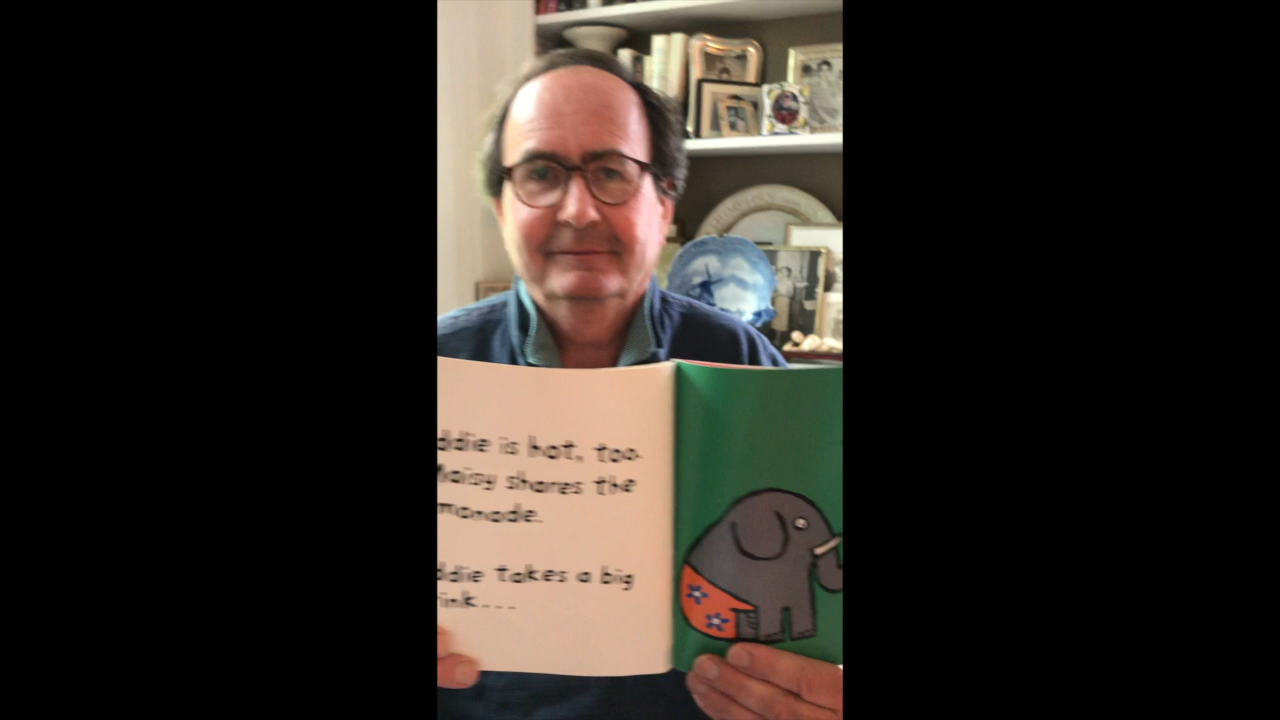 ddie is hot, too.
Maisy shares the
monade.
ddie takes a big
ink...